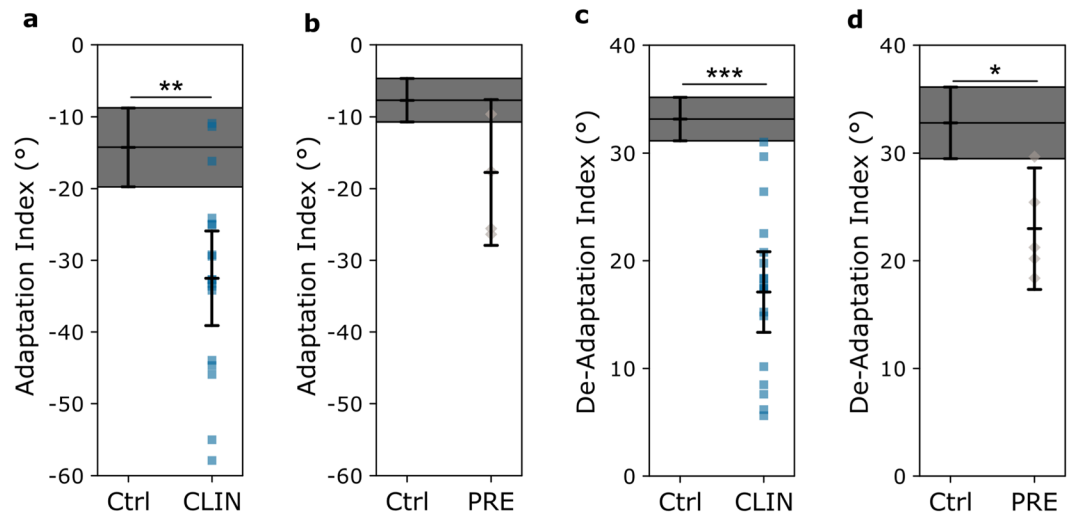 a
**
Adaptation Index (°)
0
-10
-20
-30
-40
-50
-60
Ctrl CLIN
b
Adaptation Index (°)
0
-10
-20
-30
-40
-50
-60
Ctrl PRE
c
***
De-Adaptation Index (°)
40
30
20
10
0
Ctrl CLIN
d
*
De-Adaptation Index (°)
40
30
20
10
0
Ctrl PRE